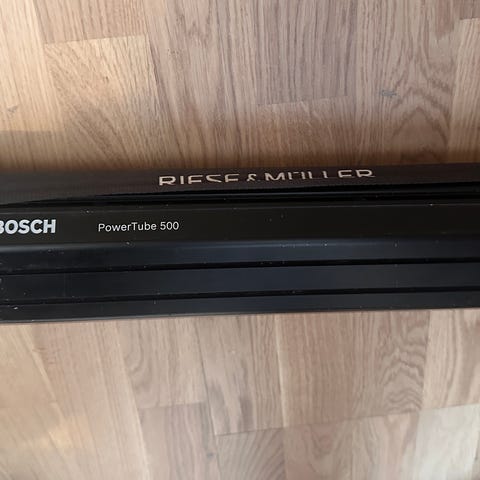 RIESE & MÜLLER
BOSCH PowerTube 500